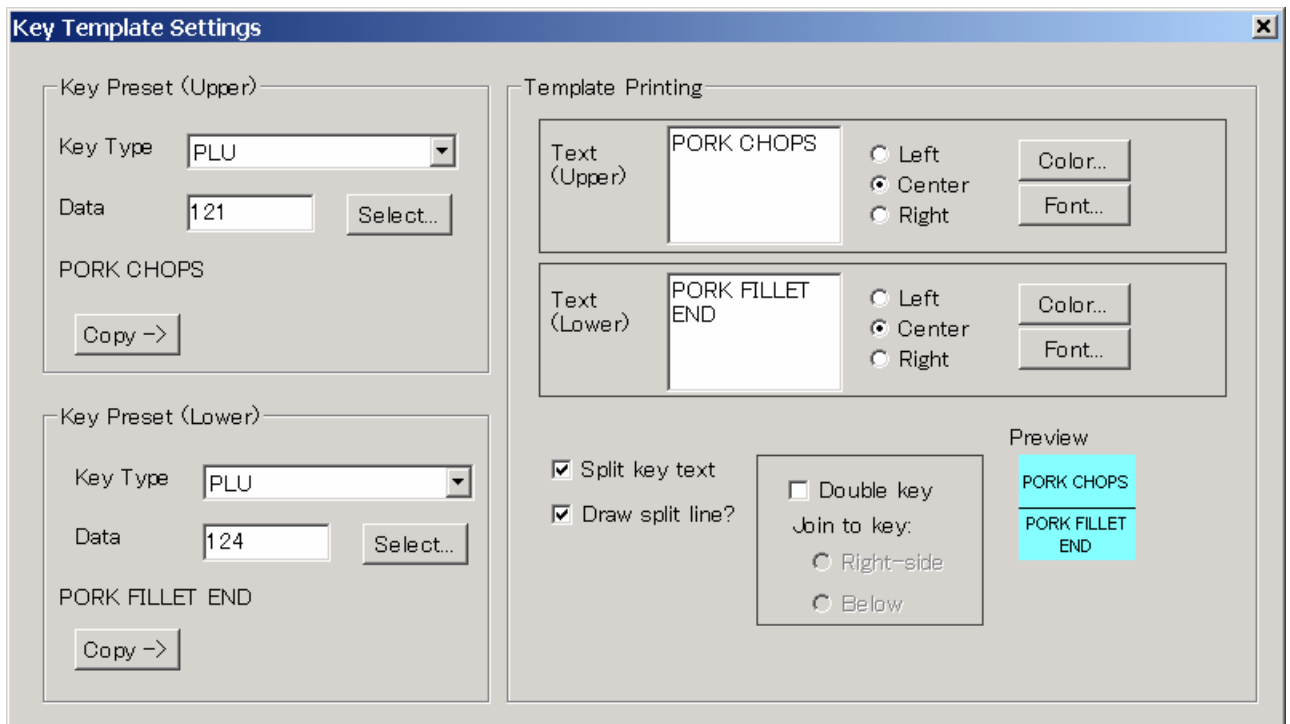 Key Template Settings
Key Preset (Upper)
Key Type
PLU
Data
121
Select...
PORK CHOPS
Copy ->
Key Preset (Lower)
Key Type
PLU
Data
124
Select...
PORK FILLET END
Copy ->
Template Printing
Text
(Upper)
PORK CHOPS
Left
Center
Right
Color...
Font...
Text
(Lower)
PORK FILLET
END
Left
Center
Right
Color...
Font...
Split key text
Draw split line?
Double key
Join to key:
Right-side
Below
Preview
PORK CHOPS
PORK FILLET
END